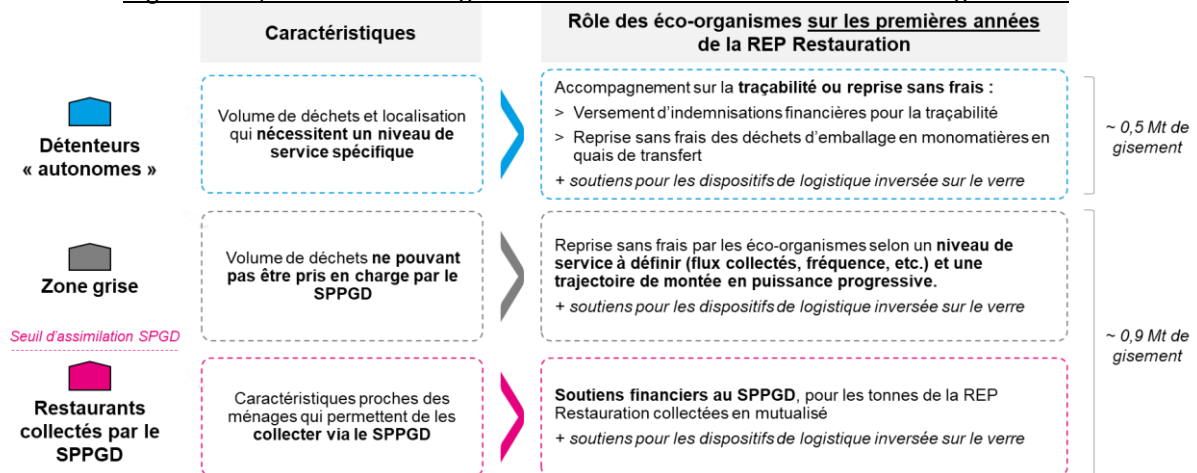 Caractéristiques
Rôle des éco-organismes sur les premières années
de la REP Restauration
Détenteurs
« autonomes »
Volume de déchets et localisation
qui nécessitent un niveau de
service spécifique
Accompagnement sur la traçabilité ou reprise sans frais :
> Versement d'indemnisations financières pour la traçabilité
> Reprise sans frais des déchets d'emballage en monomatières en
quais de transfert
+ soutiens pour les dispositifs de logistique inversée sur le verre
~ 0,5 Mt de
gisement
Zone grise
Volume de déchets ne pouvant
pas être pris en charge par le
SPPGD
Reprise sans frais par les éco-organismes selon un niveau de
service à définir (flux collectés, fréquence, etc.) et une
trajectoire de montée en puissance progressive.
+ soutiens pour les dispositifs de logistique inversée sur le verre
Seuil d'assimilation SPGD
~ 0,9 Mt de
gisement
Restaurants
collectés par le
SPPGD
Caractéristiques proches des
ménages qui permettent de les
collecter via le SPPGD
Soutiens financiers au SPPGD, pour les tonnes de la REP
Restauration collectées en mutualisé
+ soutiens pour les dispositifs de logistique inversée sur le verre